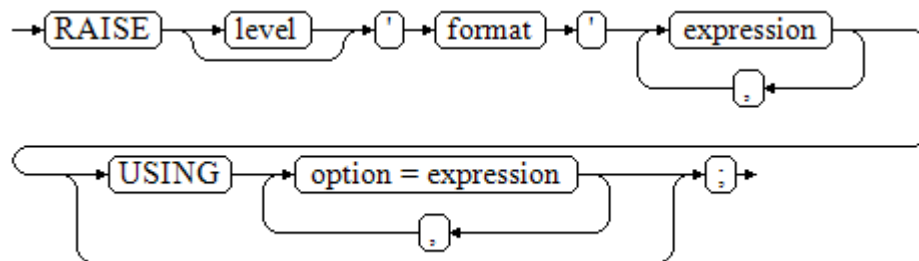 RAISE level ' format ' expression
,
USING option = expression ;
,